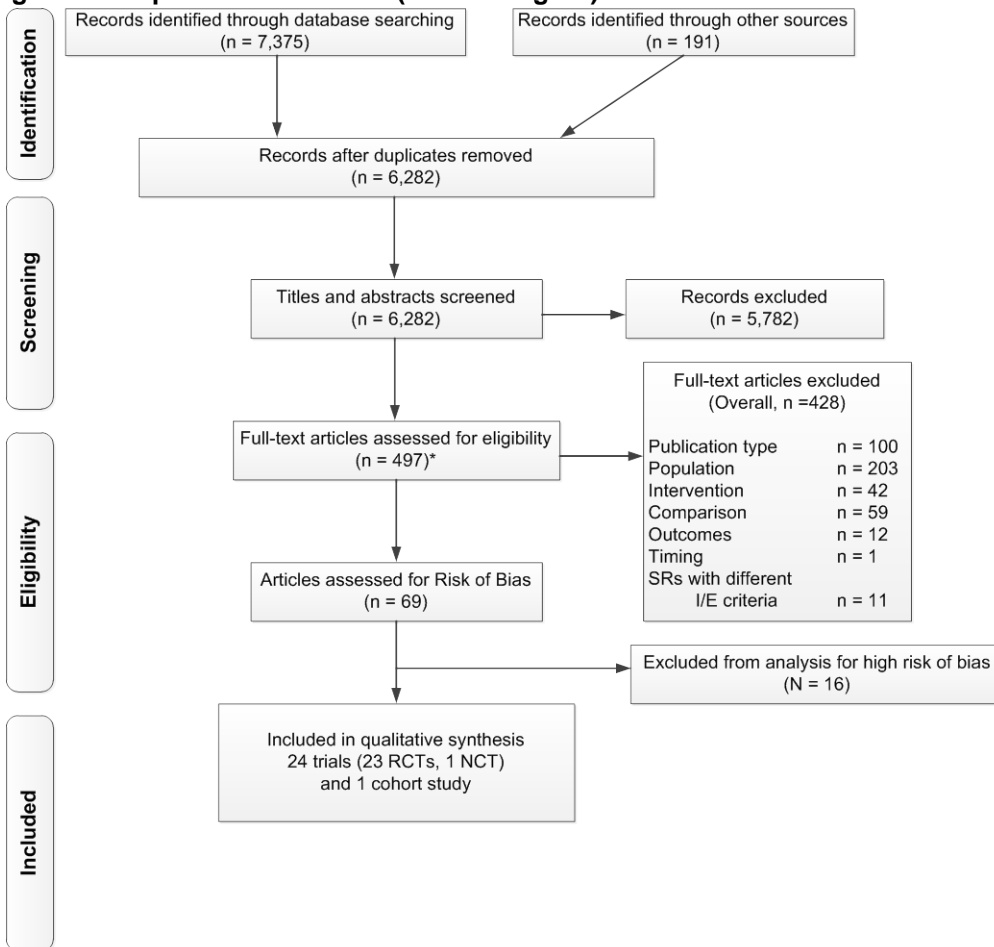 Records identified through database searching
(n = 7,375)
Records identified through other sources
(n = 191)
Identification
Records after duplicates removed
(n = 6,282)
Screening
Titles and abstracts screened
(n = 6,282)
Records excluded
(n = 5,782)
Full-text articles assessed for eligibility
(n = 497)*
Full-text articles excluded
(Overall, n =428)
Publication type n = 100
Population n = 203
Intervention n = 42
Comparison n = 59
Outcomes n = 12
Timing n = 1
SRs with different
I/E criteria n = 11
Eligibility
Articles assessed for Risk of Bias
(n = 69)
Excluded from analysis for high risk of bias
(N = 16)
Included in qualitative synthesis
24 trials (23 RCTs, 1 NCT)
and 1 cohort study
Included